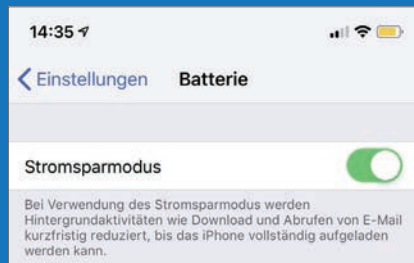 14:35
Einstellungen Batterie
Stromsparmodus
Bei Verwendung des Stromsparmodus werden
Hintergrundaktivitäten wie Download und Abrufen von E-Mail
kurzfristig reduziert, bis das iPhone vollständig aufgeladen
werden kann.